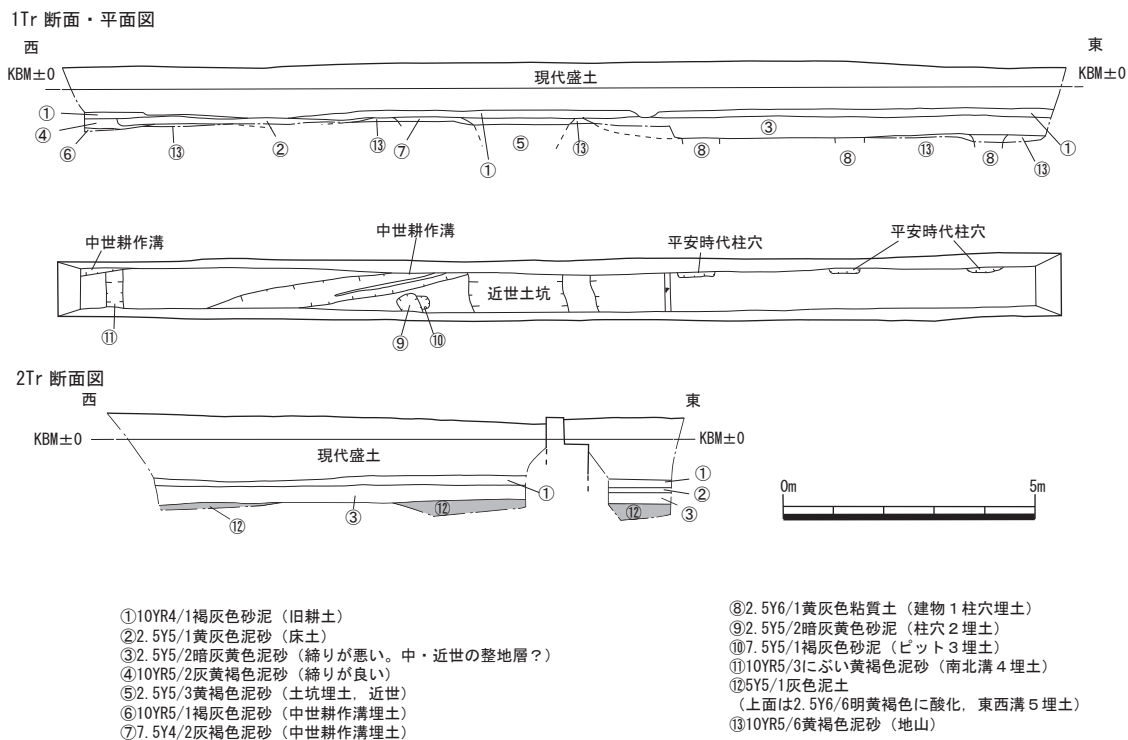 1Tr 断面・平面図
西
東
KBM±0
KBM±0
現代盛土
①
④
⑥
⑬
②
⑬
⑦
①
⑤
⑬
⑧
③
⑧
⑬
⑧
①
⑬
中世耕作溝
中世耕作溝
平安時代柱穴
平安時代柱穴
近世土坑
⑪
⑨
⑩
2Tr 断面図
西
東
KBM±0
KBM±0
現代盛土
①
①
②
③
⑫
③
⑫
⑫
0m
5m
①10YR4/1褐灰色砂泥（旧耕土）
②2.5Y5/1黄灰色泥砂（床土）
③2.5Y5/2暗灰黄色泥砂（締りが悪い。中・近世の整地層？）
④10YR5/2灰黄褐色泥砂（締りが良い）
⑤2.5Y5/3黄褐色泥砂（土坑埋土，近世）
⑥10YR5/1褐灰色泥砂（中世耕作溝埋土）
⑦7.5Y4/2灰褐色泥砂（中世耕作溝埋土）
⑧2.5Y6/1黄灰色粘質土（建物１柱穴埋土）
⑨2.5Y5/2暗灰黄色砂泥（柱穴２埋土）
⑩7.5Y5/1褐灰色砂泥（ピット３埋土）
⑪10YR5/3にぶい黄褐色泥砂（南北溝４埋土）
⑫5Y5/1灰色泥土
（上面は2.5Y6/6明黄褐色に酸化，東西溝５埋土）
⑬10YR5/6黄褐色泥砂（地山）